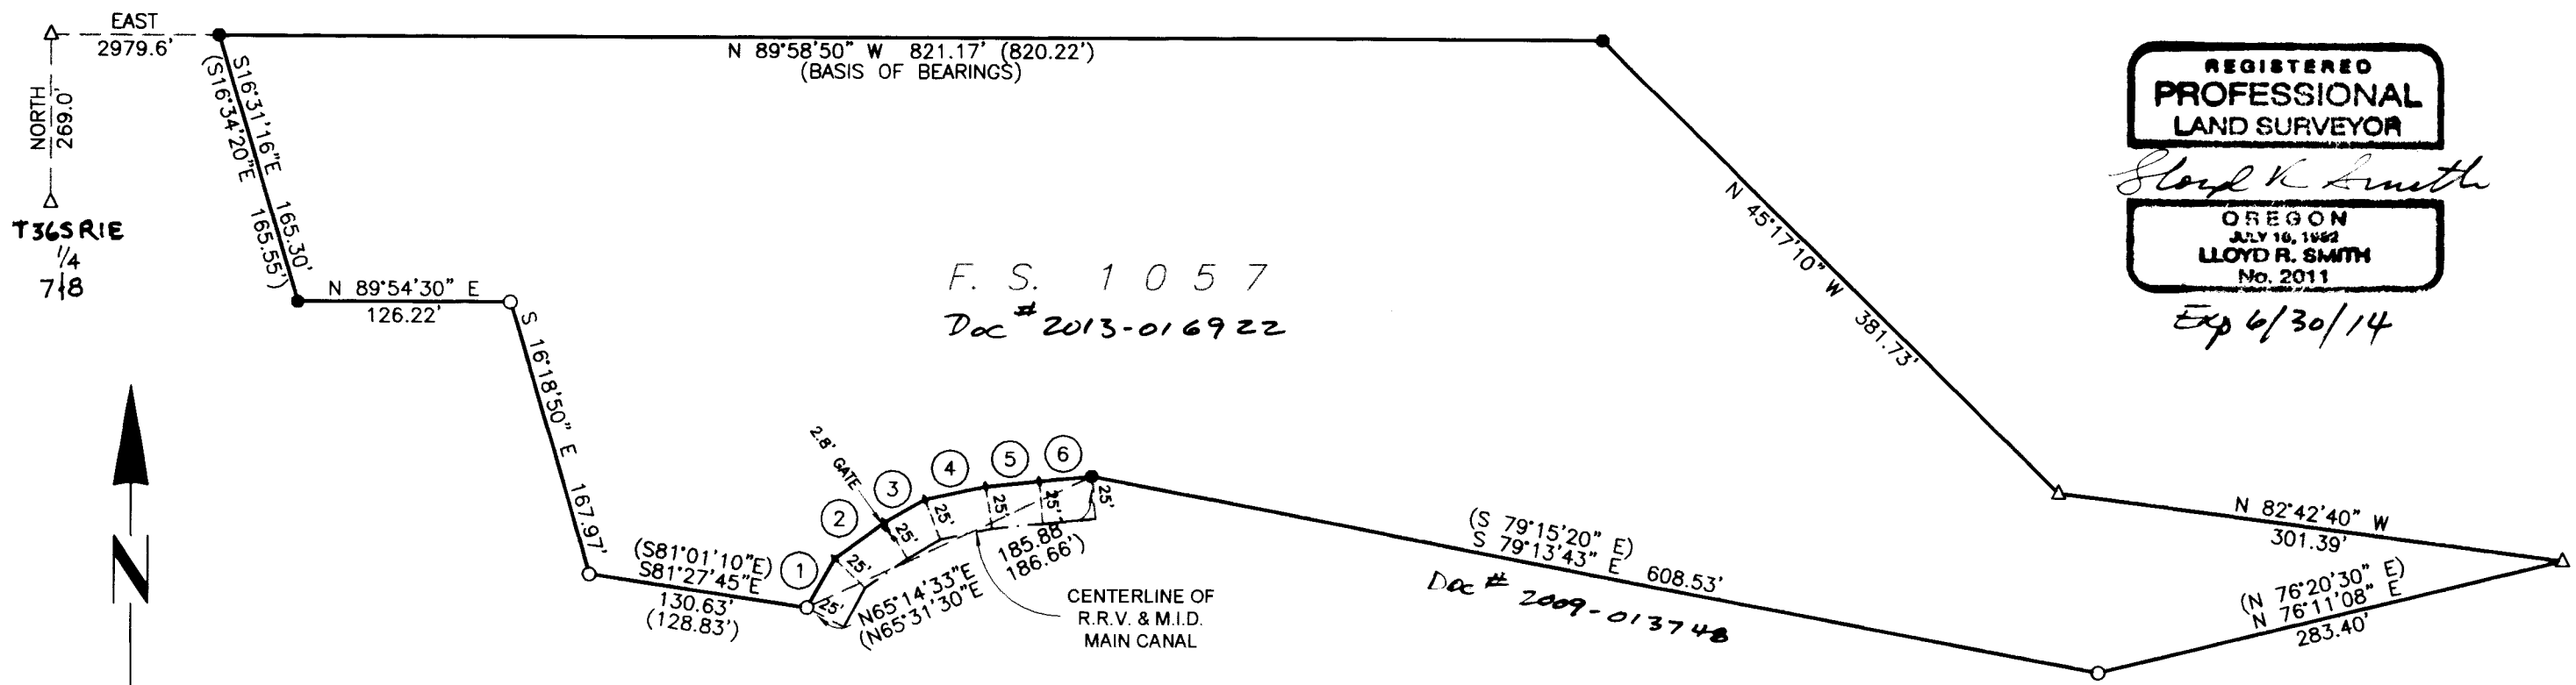 EAST
2979.6'
NORTH
269.0'
T36SR1E
1/4
7|8
N 89°58'50" W 821.17' (820.22')
(BASIS OF BEARINGS)
S16°31'16"E 165.30'
(S16°34'20"E 165.55')
N 89°54'30" E
126.22'
S 16°18'50" E 167.97'
(S81°01'10"E)
S81°27'45"E
130.63'
(128.83')
F. S. 1057
Doc # 2013-016922
2.8' GATE
1
2
3
4
5
6
25'
25'
25'
25'
25'
25'
25'
N65°14'33"E 185.88'
(N65°31'30"E 186.66')
CENTERLINE OF
R.R.V. & M.I.D.
MAIN CANAL
(S 79°15'20" E)
S 79°13'43" E 608.53'
Doc # 2009-013748
N 45°17'10" W 381.73'
N 82°42'40" W
301.39'
(N 76°20'30" E)
N 76°11'08" E
283.40'
REGISTERED
PROFESSIONAL
LAND SURVEYOR
OREGON
LLOYD R. SMITH
No. 2011
Exp 6/30/14
N